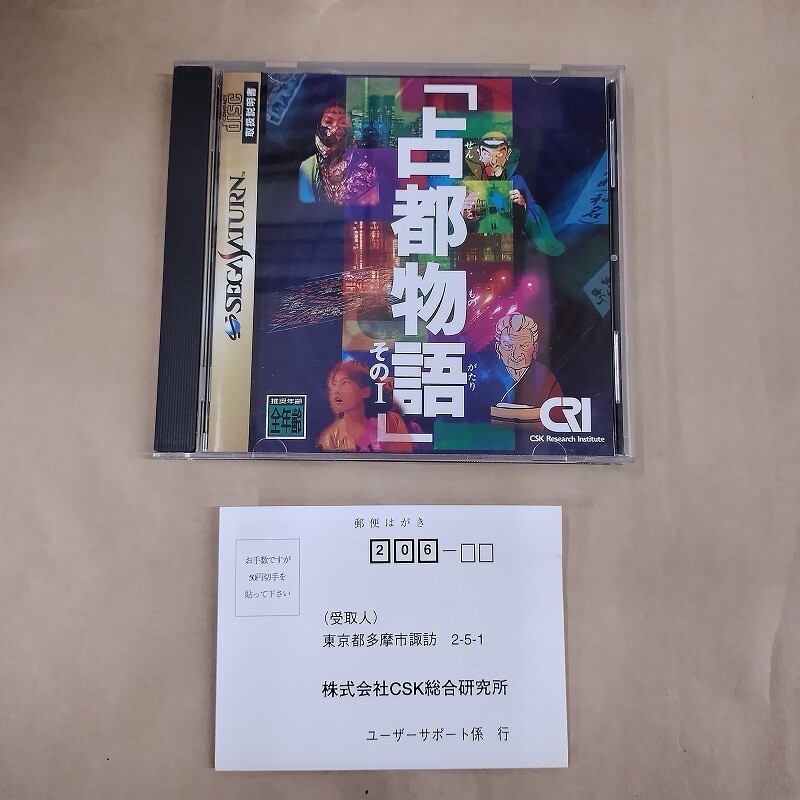 COMPACT disc
取扱説明書
SEGA SATURN™
「占都物語」
せん と もの がたり
その I
推奨年齢
全年齢
CRI
CSK Research Institute
郵便はがき
お手数ですが
50円切手を
貼って下さい
206-□□
（受取人）
東京都多摩市諏訪 2-5-1
株式会社CSK総合研究所
ユーザーサポート係 行